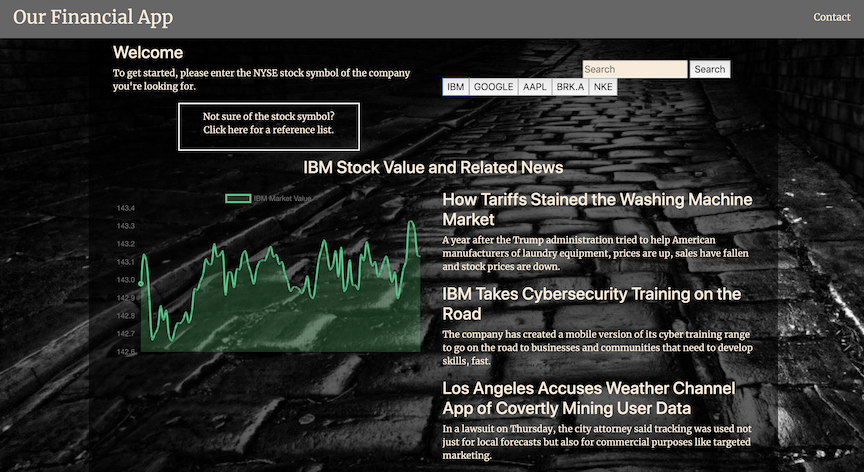 Our Financial App
Contact
Welcome
To get started, please enter the NYSE stock symbol of the company
you're looking for.
Search
Search
IBM
GOOGLE
AAPL
BRK.A
NKE
Not sure of the stock symbol?
Click here for a reference list.
IBM Stock Value and Related News
IBM Market Value
143.4
143.3
143.2
143.1
143.0
142.9
142.8
142.7
142.6
How Tariffs Stained the Washing Machine
Market
A year after the Trump administration tried to help American
manufacturers of laundry equipment, prices are up, sales have fallen
and stock prices are down.
IBM Takes Cybersecurity Training on the
Road
The company has created a mobile version of its cyber training range
to go on the road to businesses and communities that need to develop
skills, fast.
Los Angeles Accuses Weather Channel
App of Covertly Mining User Data
In a lawsuit on Thursday, the city attorney said tracking was used not
just for local forecasts but also for commercial purposes like targeted
marketing.